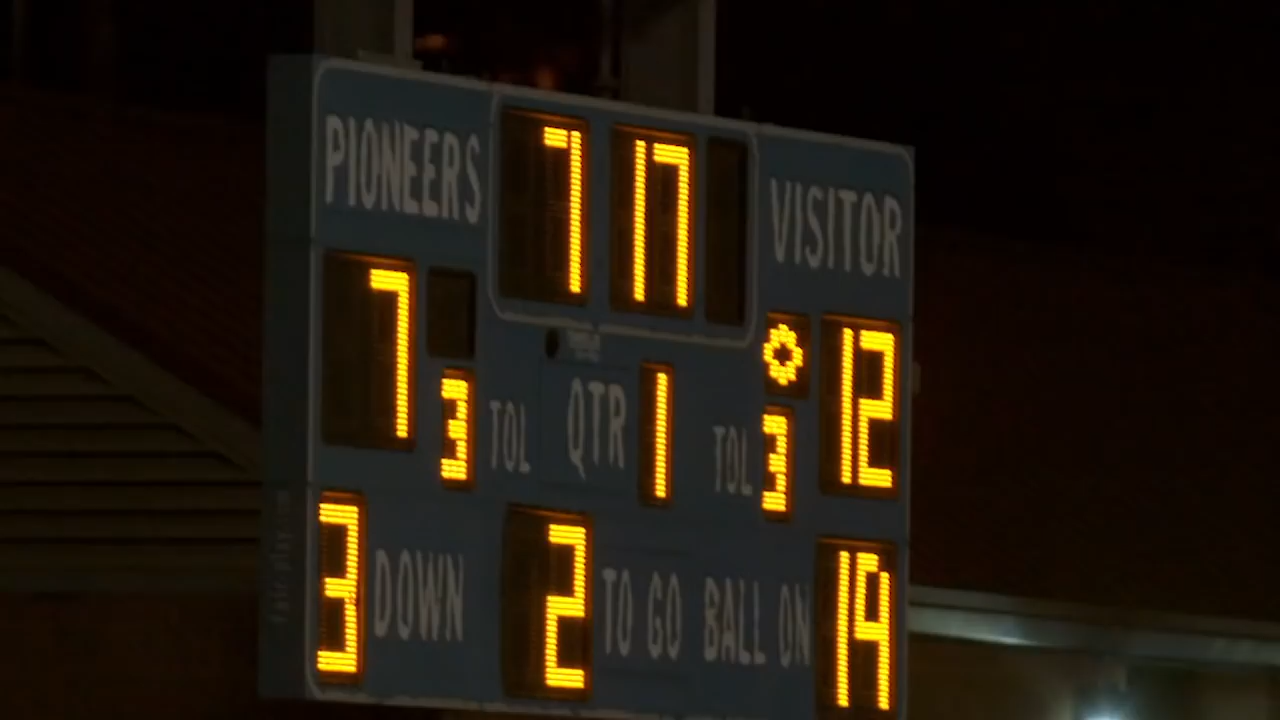 PIONEERS 7 17 VISITOR
7 12
3 TOL QTR 1 TOL 3
3 DOWN 2 TO GO BALL ON 19